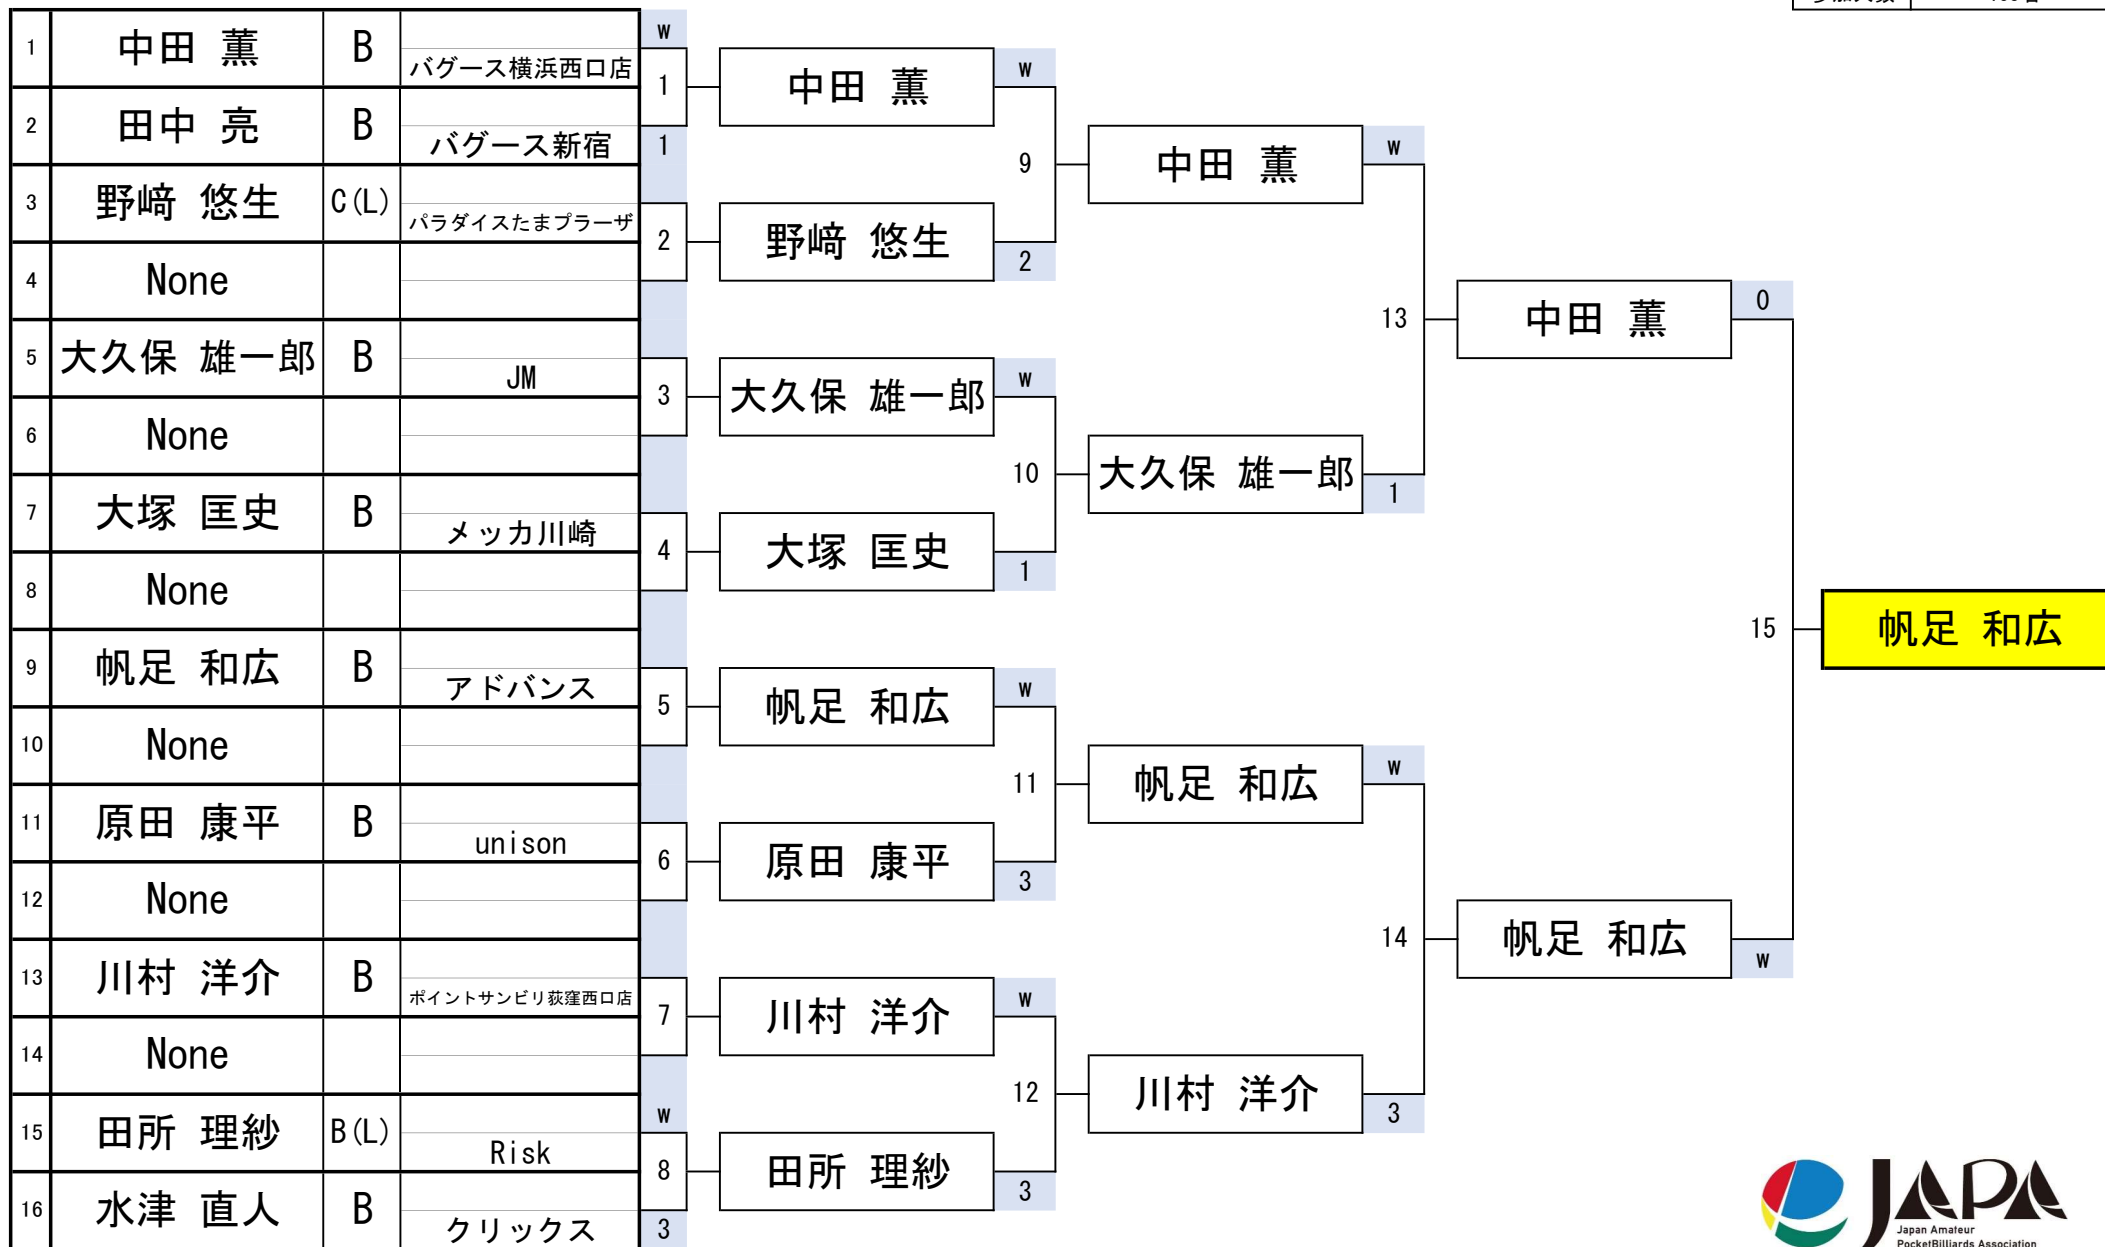 1 中田 薫 B バグース横浜西口店 W
2 田中 亮 B バグース新宿 1
3 野﨑 悠生 C(L) パラダイスたまプラーザ
4 None
5 大久保 雄一郎 B JM
6 None
7 大塚 匡史 B メッカ川崎
8 None
9 帆足 和広 B アドバンス
10 None
11 原田 康平 B unison
12 None
13 川村 洋介 B ポイントサンビリ荻窪西口店
14 None
15 田所 理紗 B(L) Risk W
16 水津 直人 B クリックス 3
1 中田 薫 W
2 野﨑 悠生 2
3 大久保 雄一郎 W
4 大塚 匡史 1
5 帆足 和広 W
6 原田 康平 3
7 川村 洋介 W
8 田所 理紗 3
9 中田 薫 W
10 大久保 雄一郎 1
11 帆足 和広 W
12 川村 洋介 3
13 中田 薫 0
14 帆足 和広 W
15 帆足 和広
JAPA
Japan Amateur
PocketBilliards Association